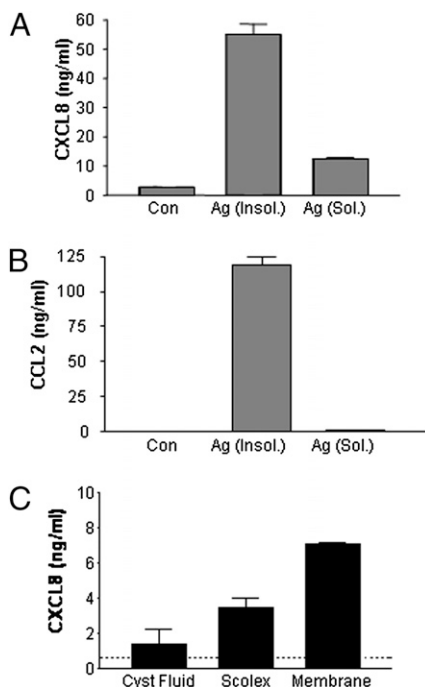 A
CXCL8 (ng/ml)
60
50
40
30
20
10
0
Con Ag (Insol.) Ag (Sol.)
B
CCL2 (ng/ml)
125
100
75
50
25
0
Con Ag (Insol.) Ag (Sol.)
C
CXCL8 (ng/ml)
10
8
6
4
2
0
Cyst Fluid Scolex Membrane